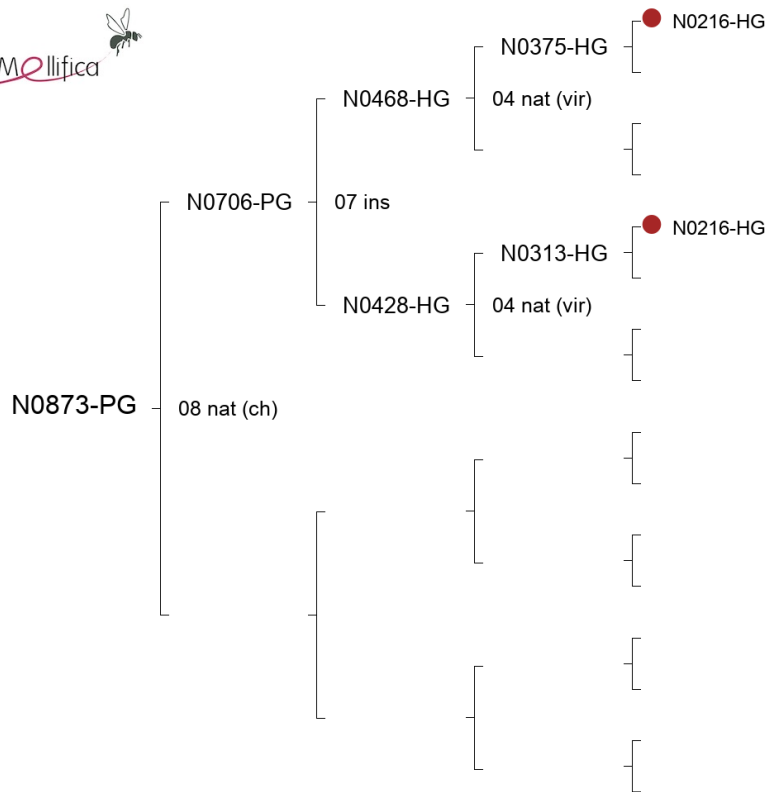 Mellifica
N0216-HG
N0375-HG
N0468-HG
04 nat (vir)
N0706-PG
07 ins
N0216-HG
N0313-HG
N0428-HG
04 nat (vir)
N0873-PG
08 nat (ch)